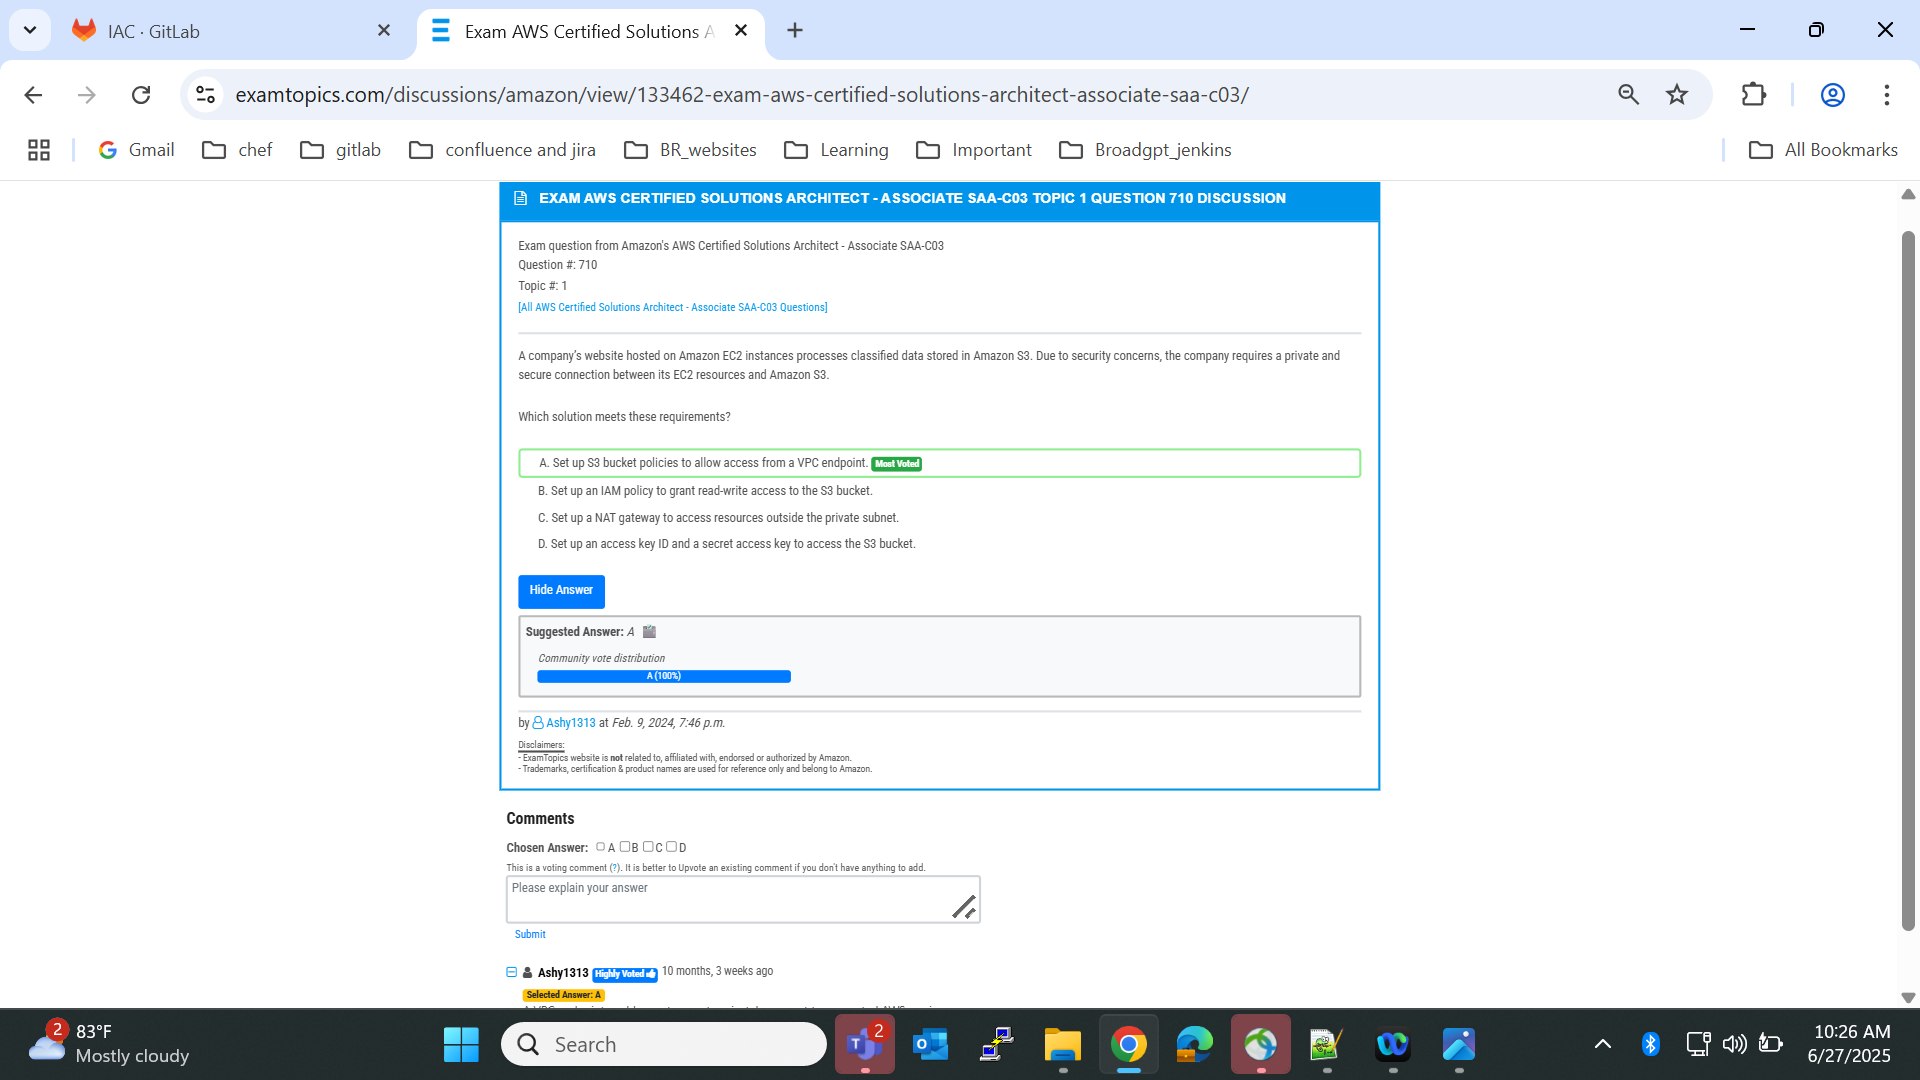 IAC · GitLab
Exam AWS Certified Solutions A
examtopics.com/discussions/amazon/view/133462-exam-aws-certified-solutions-architect-associate-saa-c03/
Gmail chef gitlab confluence and jira BR_websites Learning Important Broadgpt_jenkins All Bookmarks
EXAM AWS CERTIFIED SOLUTIONS ARCHITECT - ASSOCIATE SAA-C03 TOPIC 1 QUESTION 710 DISCUSSION
Exam question from Amazon's AWS Certified Solutions Architect - Associate SAA-C03
Question #: 710
Topic #: 1
[All AWS Certified Solutions Architect - Associate SAA-C03 Questions]
A company's website hosted on Amazon EC2 instances processes classified data stored in Amazon S3. Due to security concerns, the company requires a private and
secure connection between its EC2 resources and Amazon S3.
Which solution meets these requirements?
A. Set up S3 bucket policies to allow access from a VPC endpoint. Most Voted
B. Set up an IAM policy to grant read-write access to the S3 bucket.
C. Set up a NAT gateway to access resources outside the private subnet.
D. Set up an access key ID and a secret access key to access the S3 bucket.
Hide Answer
Suggested Answer: A
Community vote distribution
A (100%)
by Ashy1313 at Feb. 9, 2024, 7:46 p.m.
Disclaimers:
- ExamTopics website is not related to, affiliated with, endorsed or authorized by Amazon.
- Trademarks, certification & product names are used for reference only and belong to Amazon.
Comments
Chosen Answer: A B C D
This is a voting comment (?). It is better to Upvote an existing comment if you don't have anything to add.
Please explain your answer
Submit
Ashy1313 Highly Voted 10 months, 3 weeks ago
Selected Answer: A
2
83°F
Mostly cloudy
Search
2
10:26 AM
6/27/2025